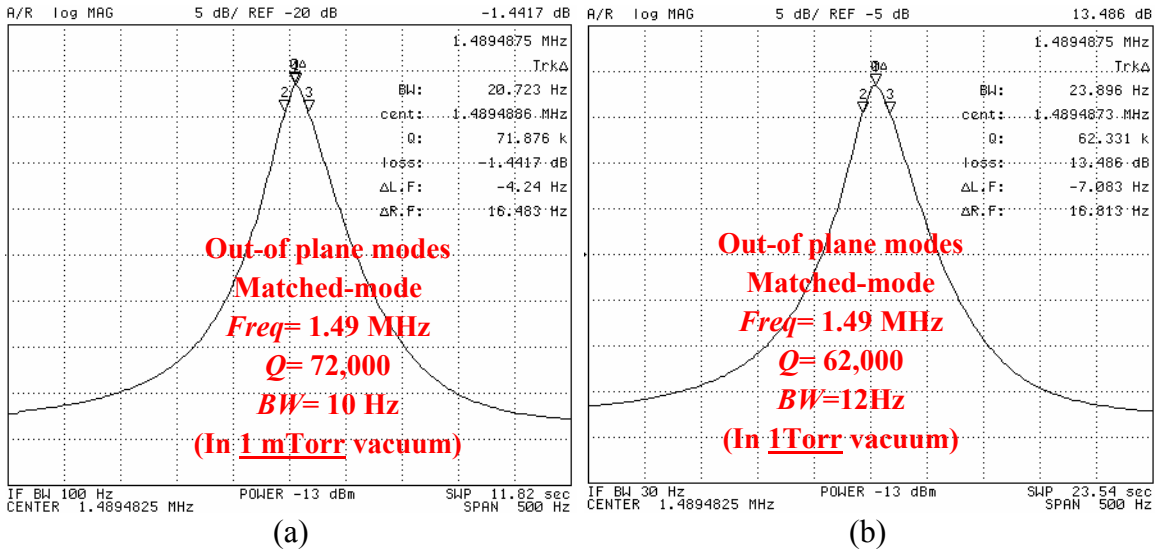 A/R log MAG 5 dB/ REF -20 dB -1.4417 dB
1.4894875 MHz
Trk∆
BW: 20.723 Hz
cent: 1.4894886 MHz
Q: 71.876 k
loss: -1.4417 dB
∆L.F: -4.24 Hz
∆R.F: 16.483 Hz
2 3
Out-of plane modes
Matched-mode
Freq= 1.49 MHz
Q= 72,000
BW= 10 Hz
(In 1 mTorr vacuum)
IF BW 100 Hz POWER -13 dBm SWP 11.82 sec
CENTER 1.4894825 MHz SPAN 500 Hz
(a)
A/R log MAG 5 dB/ REF -5 dB 13.486 dB
1.4894875 MHz
Trk∆
BW: 23.896 Hz
cent: 1.4894873 MHz
Q: 62.331 k
loss: 13.486 dB
∆L.F: -7.083 Hz
∆R.F: 16.813 Hz
2 3
Out-of plane modes
Matched-mode
Freq= 1.49 MHz
Q= 62,000
BW=12Hz
(In 1Torr vacuum)
IF BW 30 Hz POWER -13 dBm SWP 23.54 sec
CENTER 1.4894825 MHz SPAN 500 Hz
(b)